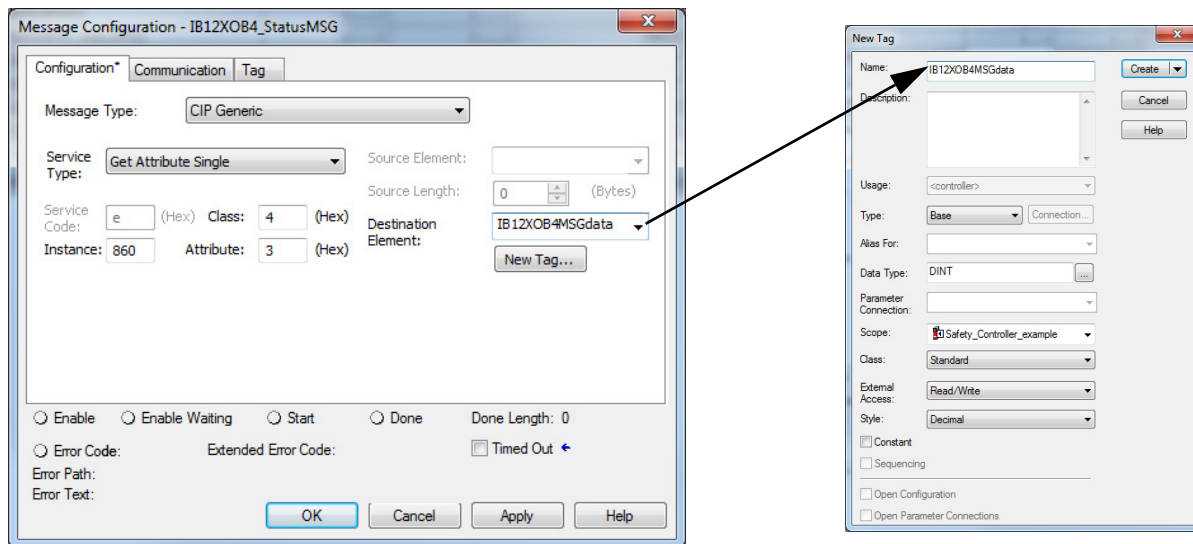 Message Configuration - IB12XOB4_StatusMSG
Configuration* Communication Tag
Message Type: CIP Generic
Service Type: Get Attribute Single
Source Element:
Source Length: 0 (Bytes)
Service Code: e (Hex) Class: 4 (Hex)
Destination Element: IB12XOB4MSGdata
Instance: 860 Attribute: 3 (Hex)
New Tag...
Enable Enable Waiting Start Done Done Length: 0
Error Code: Extended Error Code: Timed Out
Error Path:
Error Text:
OK Cancel Apply Help
New Tag
Name: IB12XOB4MSGdata Create
Description: Cancel
Help
Usage: <controller>
Type: Base Connection...
Alias For:
Data Type: DINT ...
Parameter Connection:
Scope: Safety_Controller_example
Class: Standard
External Access: Read/Write
Style: Decimal
Constant
Sequencing
Open Configuration
Open Parameter Connections